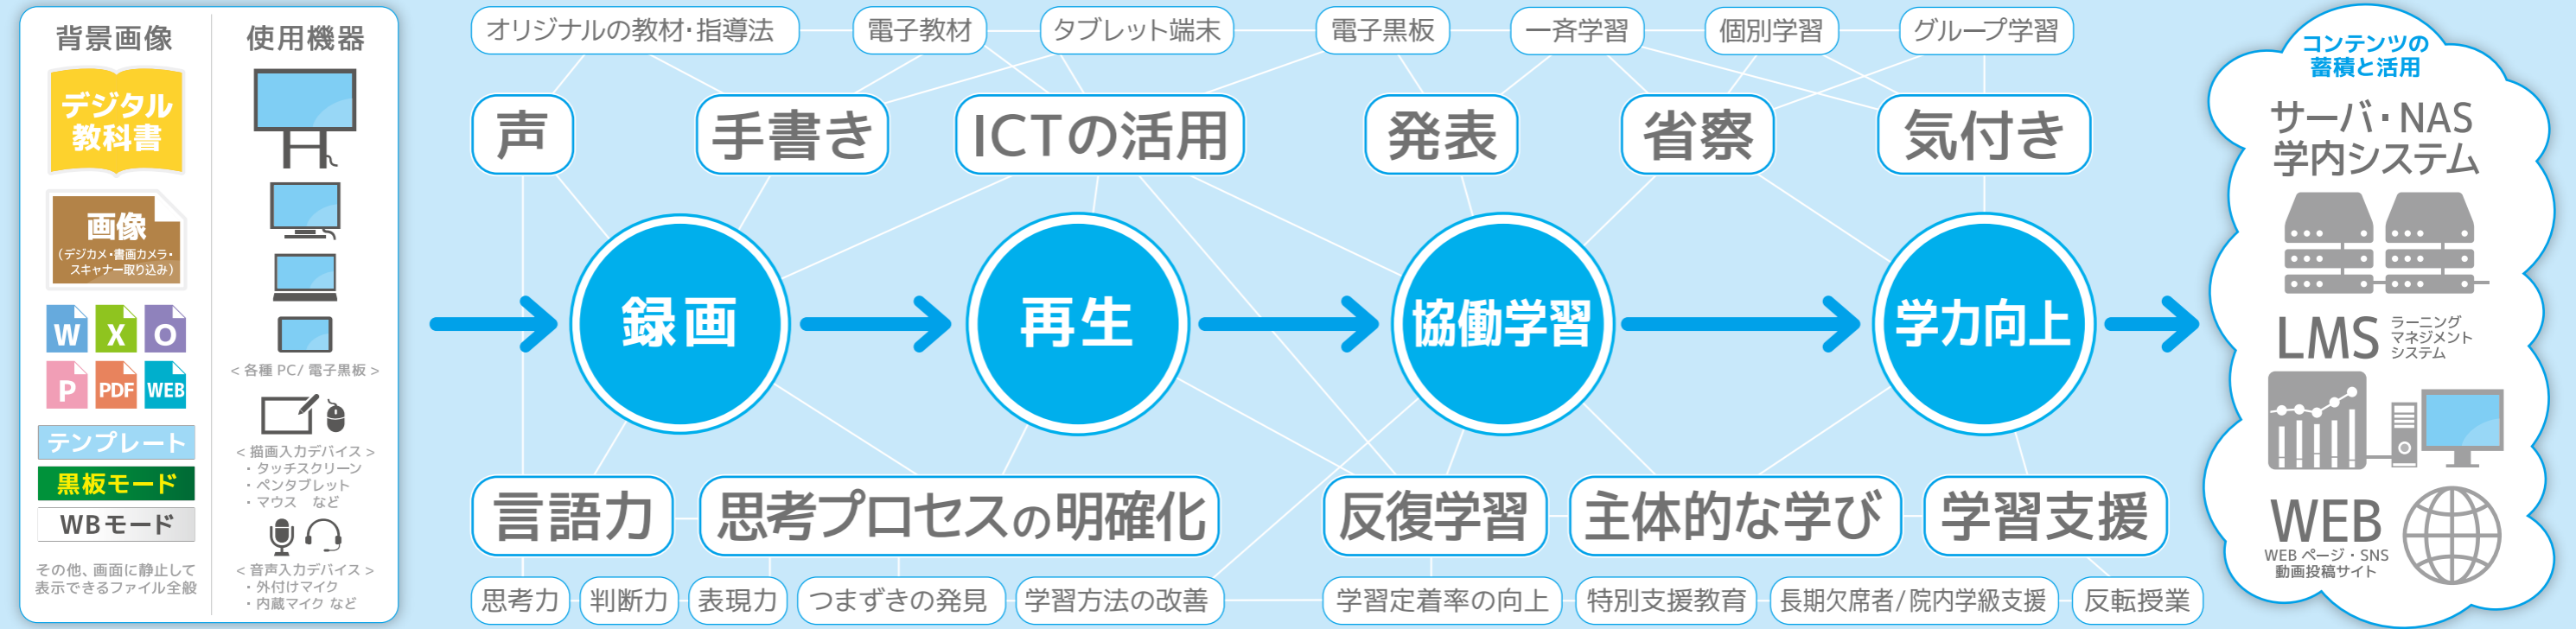 背景画像
デジタル
教科書
画像
(デジカメ・書画カメラ・
スキャナー取り込み)
W X O
P PDF WEB
テンプレート
黒板モード
WBモード
その他、画面に静止して
表示できるファイル全般
使用機器
< 各種 PC/ 電子黒板 >
< 描画入力デバイス >
・タッチスクリーン
・ペンタブレット
・マウス など
< 音声入力デバイス >
・外付けマイク
・内蔵マイク など
オリジナルの教材・指導法 電子教材 タブレット端末 電子黒板 一斉学習 個別学習 グループ学習
声 手書き ICTの活用 発表 省察 気付き
録画 再生 協働学習 学力向上
言語力 思考プロセスの明確化 反復学習 主体的な学び 学習支援
思考力 判断力 表現力 つまずきの発見 学習方法の改善 学習定着率の向上 特別支援教育 長期欠席者/院内学級支援 反転授業
コンテンツの
蓄積と活用
サーバ・NAS
学内システム
LMS
ラーニング
マネジメント
システム
WEB
WEB ページ・SNS
動画投稿サイト